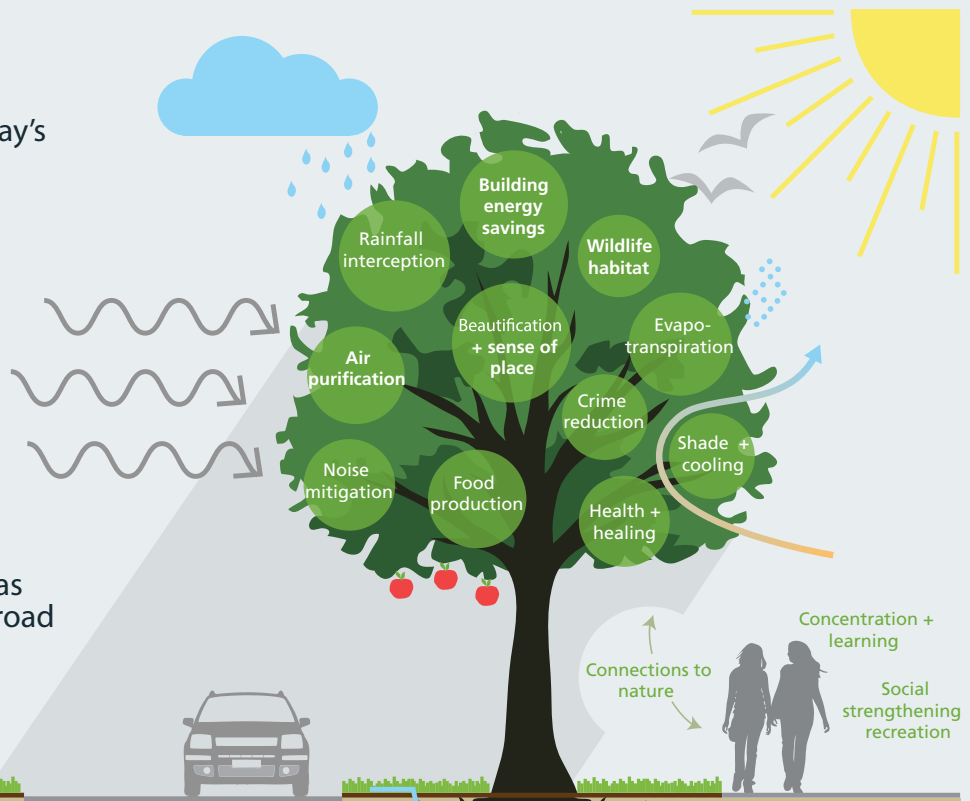 ay's
as
road
Building
energy
savings
Rainfall
interception
Wildlife
habitat
Beautification
+ sense of
place
Evapo-
transpiration
Air
purification
Crime
reduction
Shade +
cooling
Noise
mitigation
Food
production
Health +
healing
Connections to
nature
Concentration +
learning
Social
strengthening
recreation